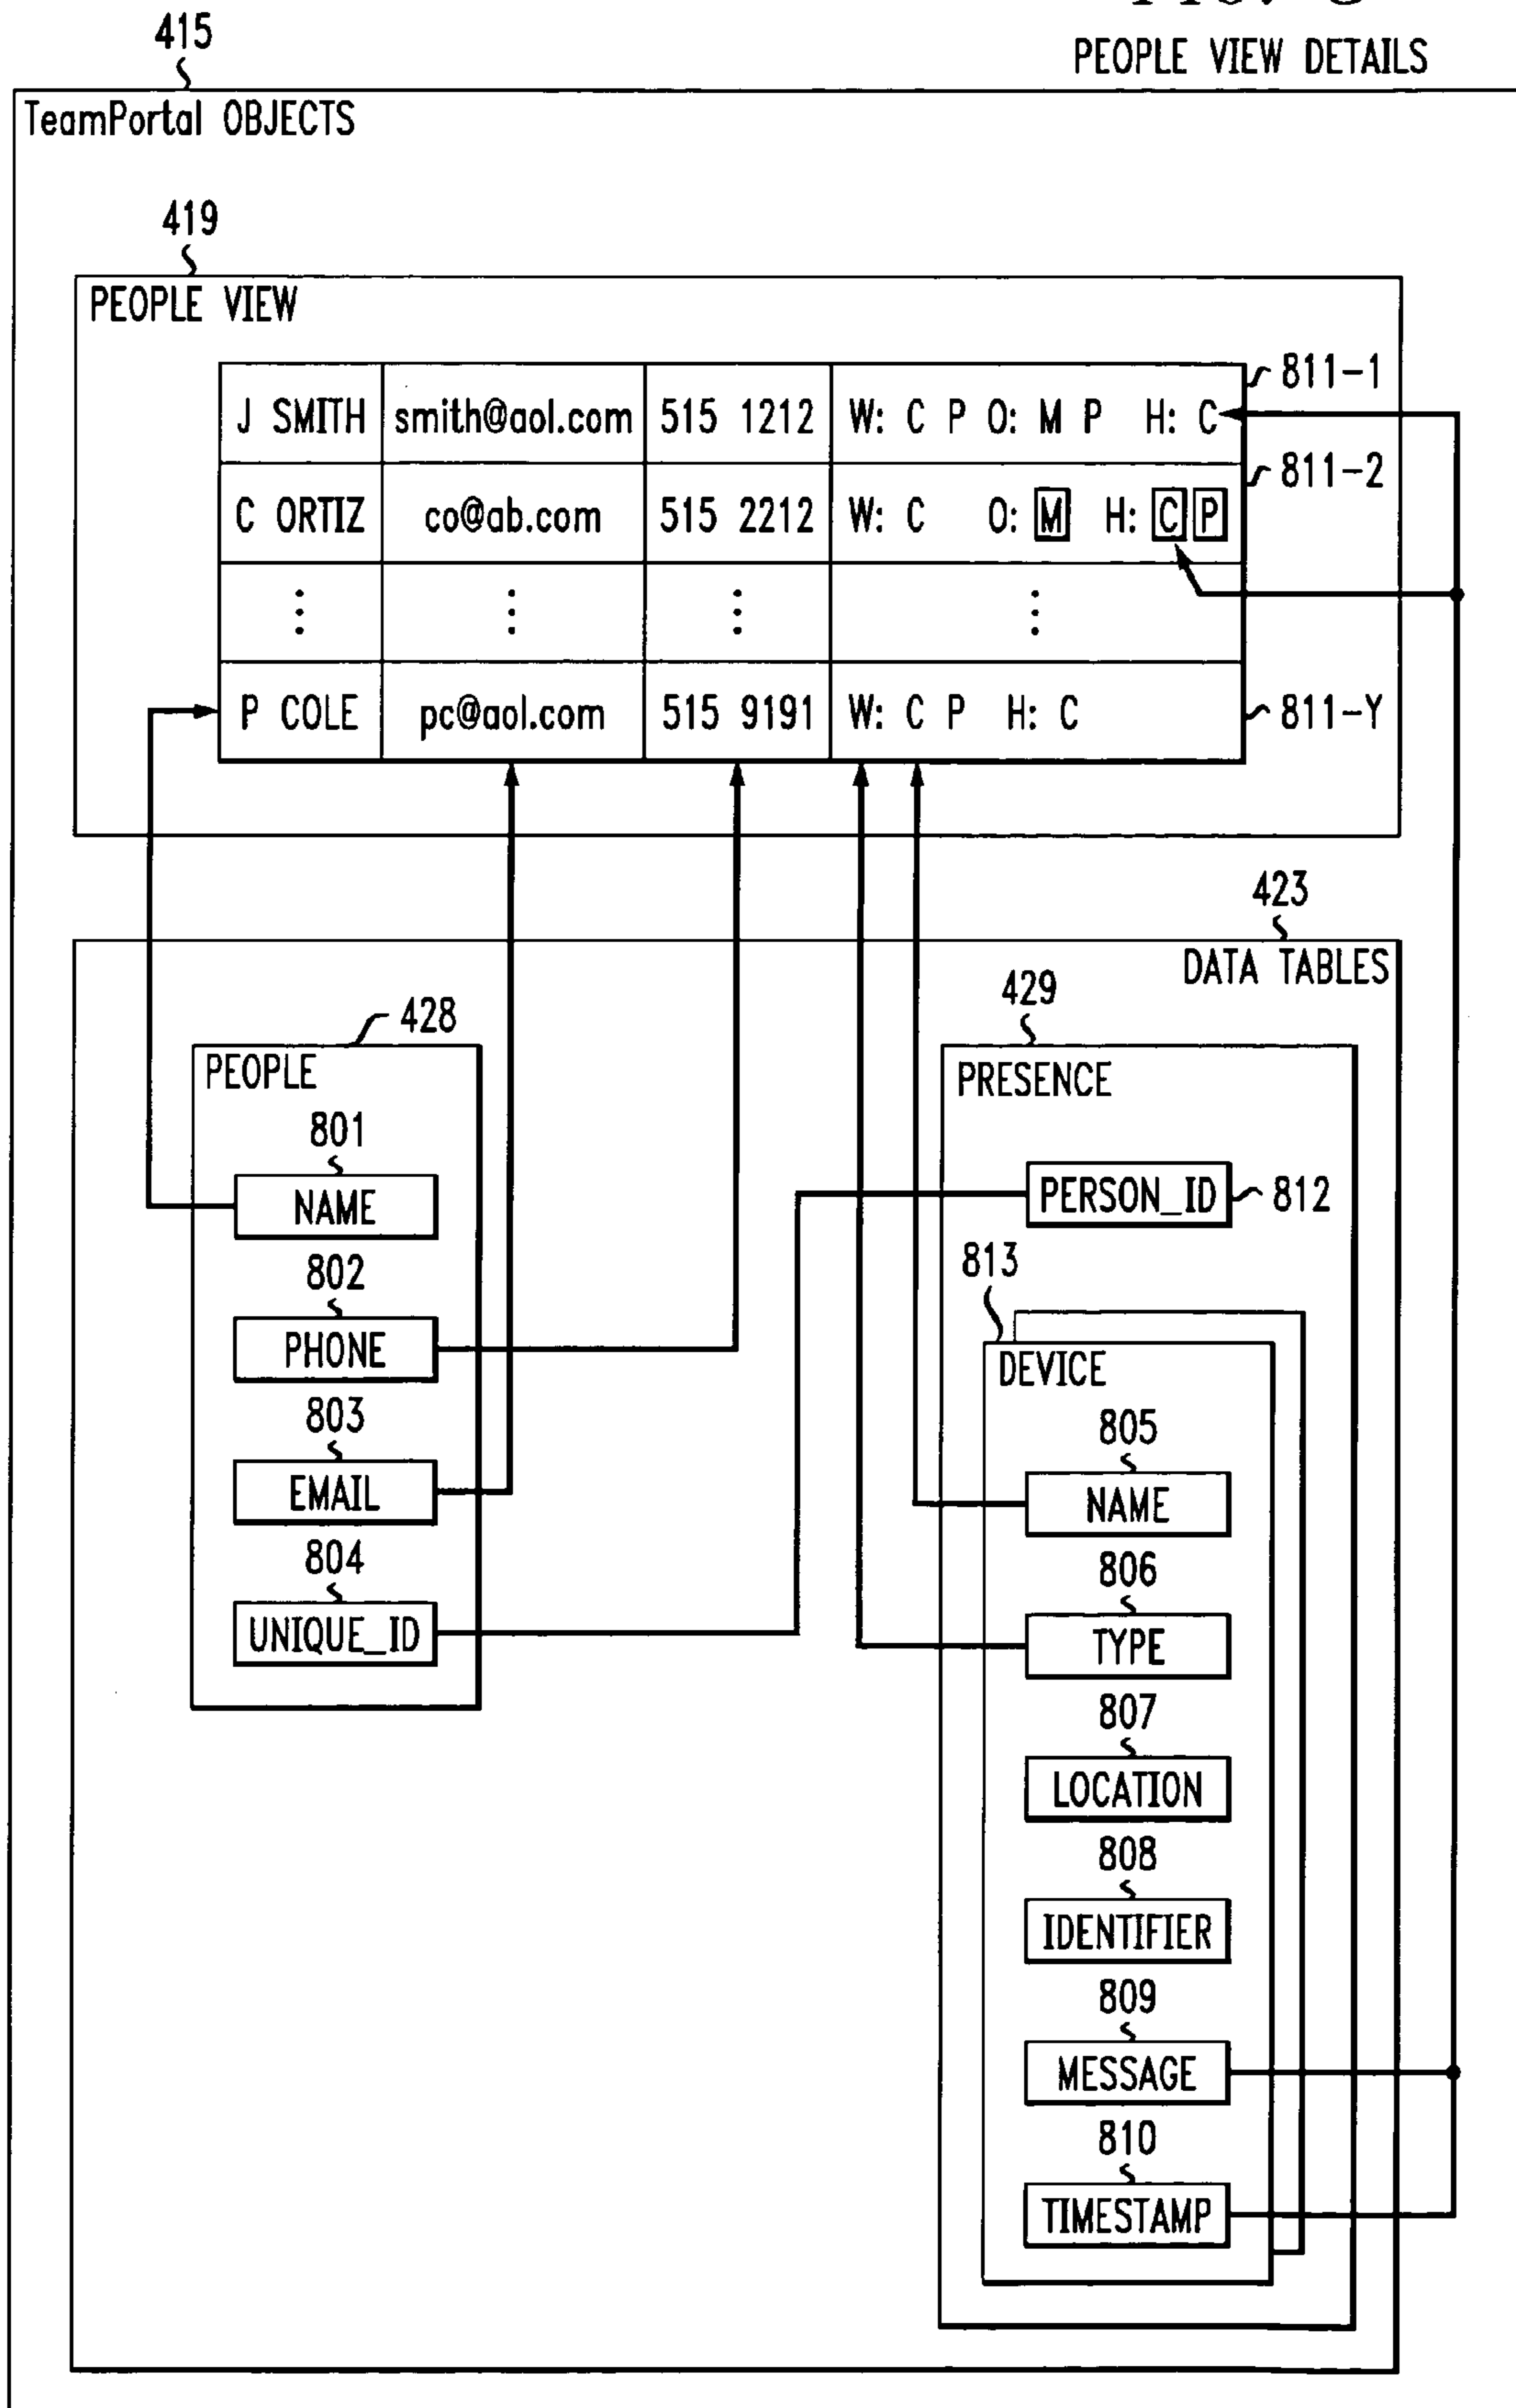 415
PEOPLE VIEW DETAILS
TeamPortal OBJECTS
419
PEOPLE VIEW
J SMITH smith@aol.com 515 1212 W: C P O: M P H: C 811-1
C ORTIZ co@ab.com 515 2212 W: C O: M H: C P 811-2
P COLE pc@aol.com 515 9191 W: C P H: C 811-Y
423
DATA TABLES
428
PEOPLE
801
NAME
802
PHONE
803
EMAIL
804
UNIQUE_ID
429
PRESENCE
PERSON_ID 812
813
DEVICE
805
NAME
806
TYPE
807
LOCATION
808
IDENTIFIER
809
MESSAGE
810
TIMESTAMP